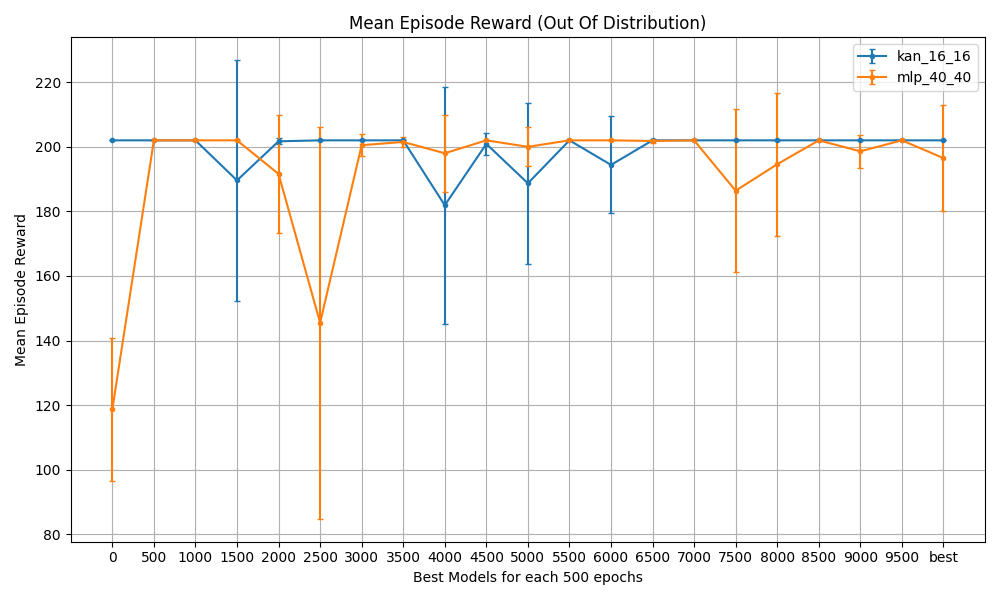 Mean Episode Reward (Out Of Distribution)
kan_16_16
mlp_40_40
Mean Episode Reward
220
200
180
160
140
120
100
80
0 500 1000 1500 2000 2500 3000 3500 4000 4500 5000 5500 6000 6500 7000 7500 8000 8500 9000 9500 best
Best Models for each 500 epochs